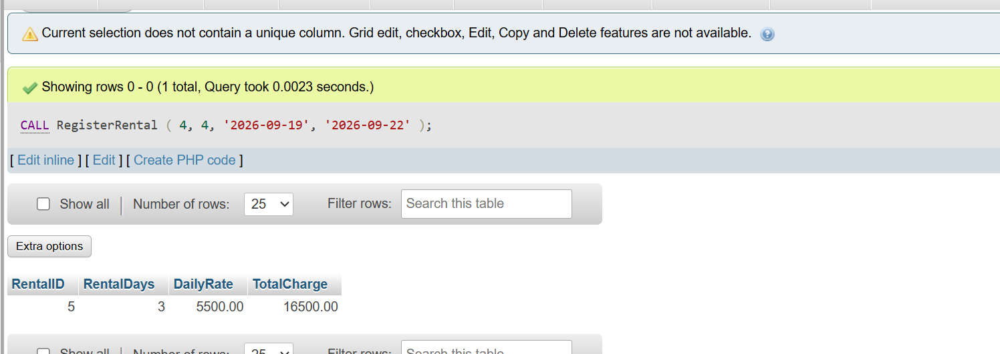 Current selection does not contain a unique column. Grid edit, checkbox, Edit, Copy and Delete features are not available.
Showing rows 0 - 0 (1 total, Query took 0.0023 seconds.)
CALL RegisterRental ( 4, 4, '2026-09-19', '2026-09-22' );
[ Edit inline ] [ Edit ] [ Create PHP code ]
Show all Number of rows: 25 Filter rows: Search this table
Extra options
RentalID RentalDays DailyRate TotalCharge
5 3 5500.00 16500.00
Show all Number of rows: 25 Filter rows: Search this table